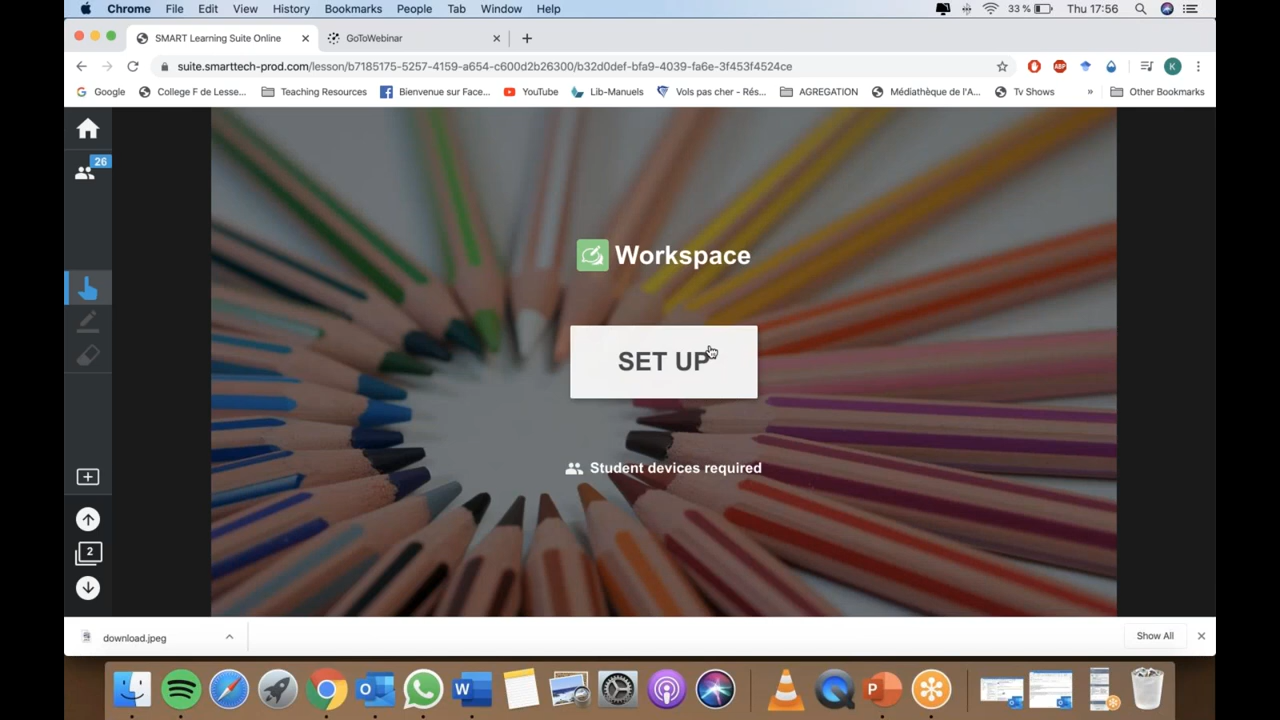 Chrome File Edit View History Bookmarks People Tab Window Help 33 % Thu 17:56
SMART Learning Suite Online GoToWebinar
suite.smarttech-prod.com/lesson/b7185175-5257-4159-a654-c600d2b26300/b32d0def-bfa9-4039-fa6e-3f453f4524ce ABP K
Google College F de Lesse... Teaching Resources Bienvenue sur Face... YouTube Lib-Manuels Vols pas cher - Rés... AGREGATION Médiathèque de l'A... Tv Shows » Other Bookmarks
26
Workspace
SET UP
Student devices required
2
download.jpeg Show All